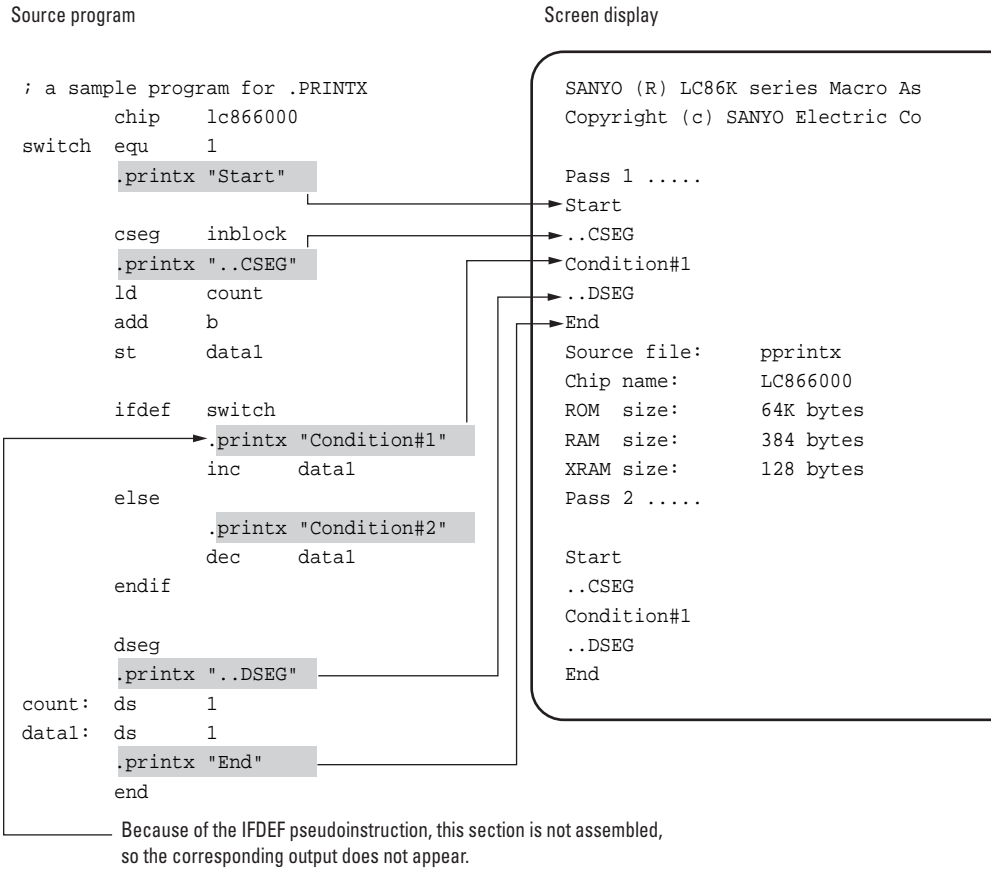 Source program
; a sample program for .PRINTX
chip lc866000
switch equ 1
.printx "Start"
cseg inblock
.printx "..CSEG"
ld count
add b
st data1
ifdef switch
.printx "Condition#1"
inc data1
else
.printx "Condition#2"
dec data1
endif
dseg
.printx "..DSEG"
count: ds 1
data1: ds 1
.printx "End"
end
Because of the IFDEF pseudoinstruction, this section is not assembled,
so the corresponding output does not appear.
Screen display
SANYO (R) LC86K series Macro As
Copyright (c) SANYO Electric Co
Pass 1 .....
Start
..CSEG
Condition#1
..DSEG
End
Source file: pprintx
Chip name: LC866000
ROM size: 64K bytes
RAM size: 384 bytes
XRAM size: 128 bytes
Pass 2 .....
Start
..CSEG
Condition#1
..DSEG
End